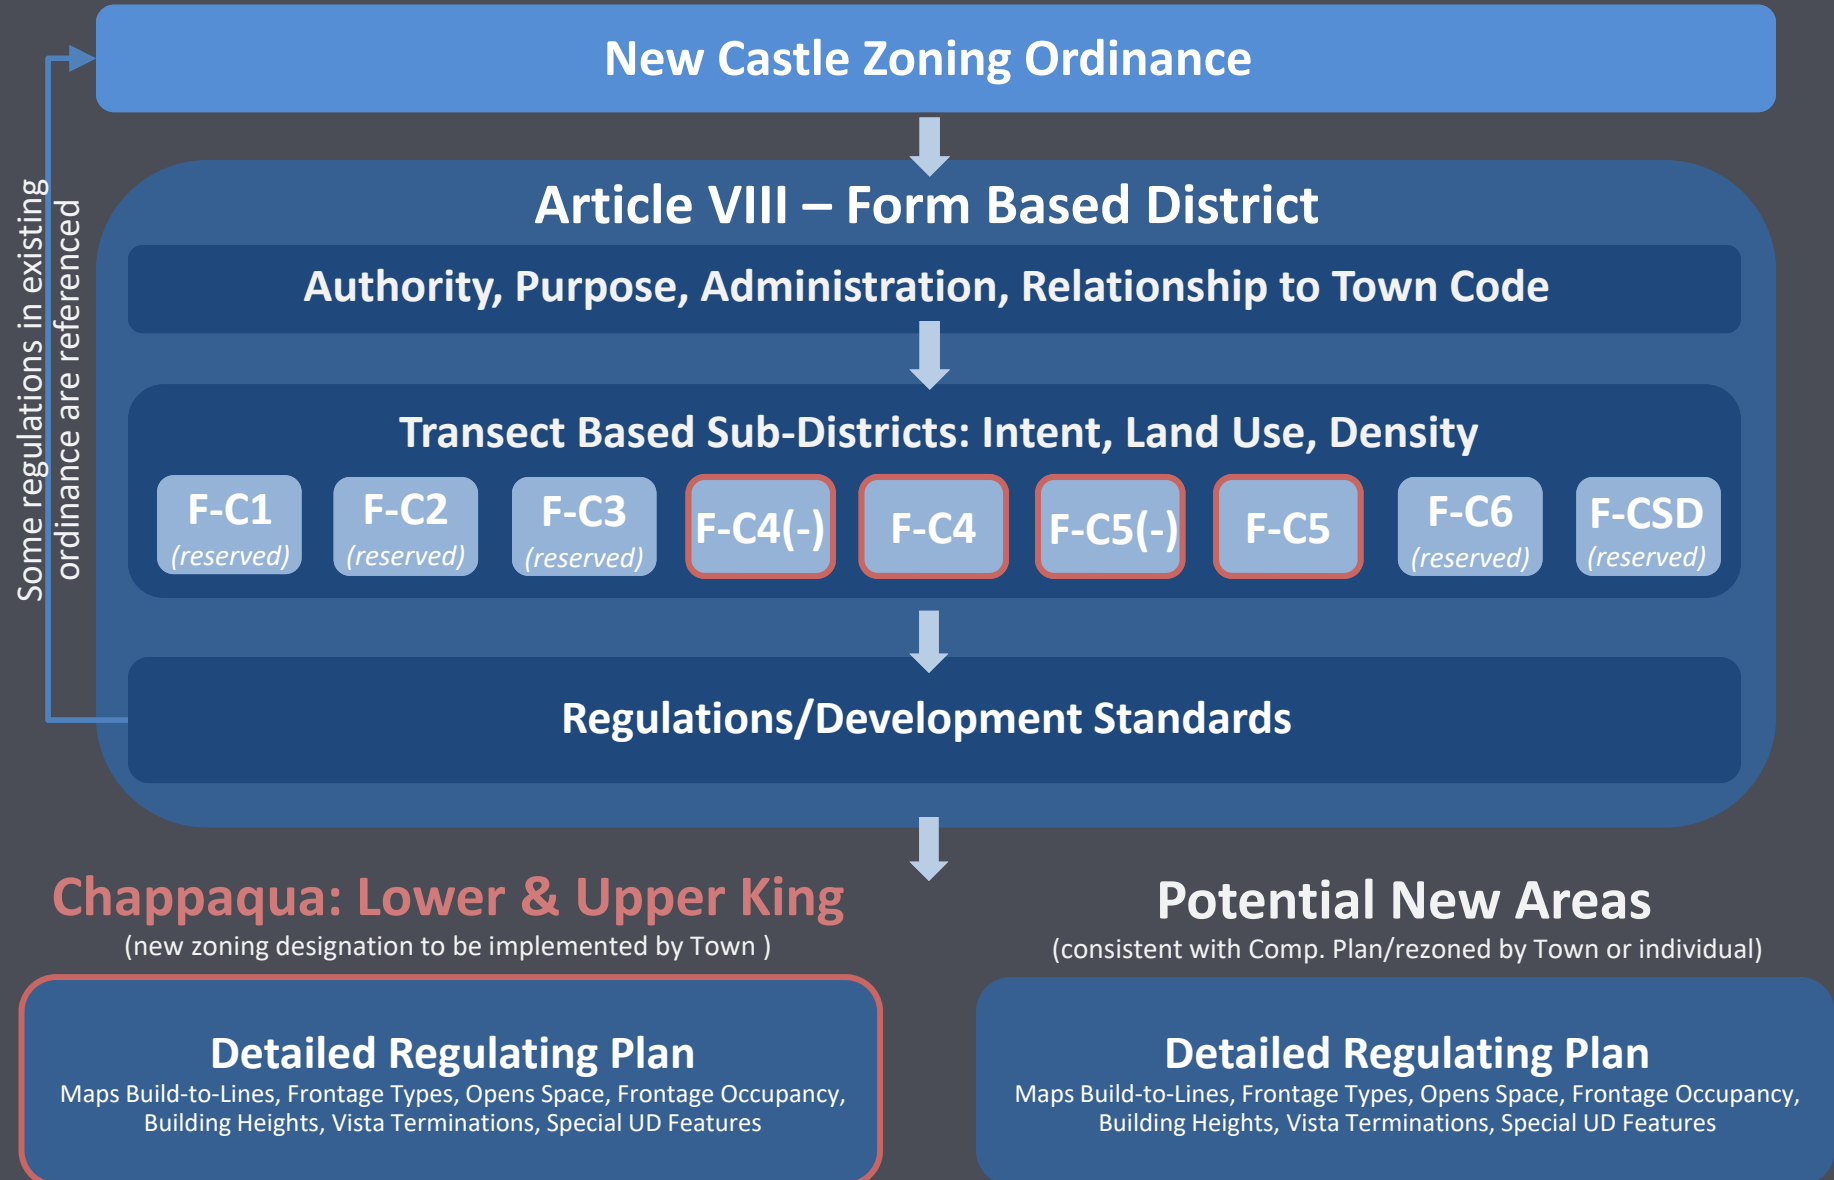 New Castle Zoning Ordinance
Some regulations in existing
ordinance are referenced
Article VIII – Form Based District
Authority, Purpose, Administration, Relationship to Town Code
Transect Based Sub-Districts: Intent, Land Use, Density
F-C1
(reserved)
F-C2
(reserved)
F-C3
(reserved)
F-C4(-)
F-C4
F-C5(-)
F-C5
F-C6
(reserved)
F-CSD
(reserved)
Regulations/Development Standards
Chappaqua: Lower & Upper King
(new zoning designation to be implemented by Town )
Detailed Regulating Plan
Maps Build-to-Lines, Frontage Types, Opens Space, Frontage Occupancy,
Building Heights, Vista Terminations, Special UD Features
Potential New Areas
(consistent with Comp. Plan/rezoned by Town or individual)
Detailed Regulating Plan
Maps Build-to-Lines, Frontage Types, Opens Space, Frontage Occupancy,
Building Heights, Vista Terminations, Special UD Features